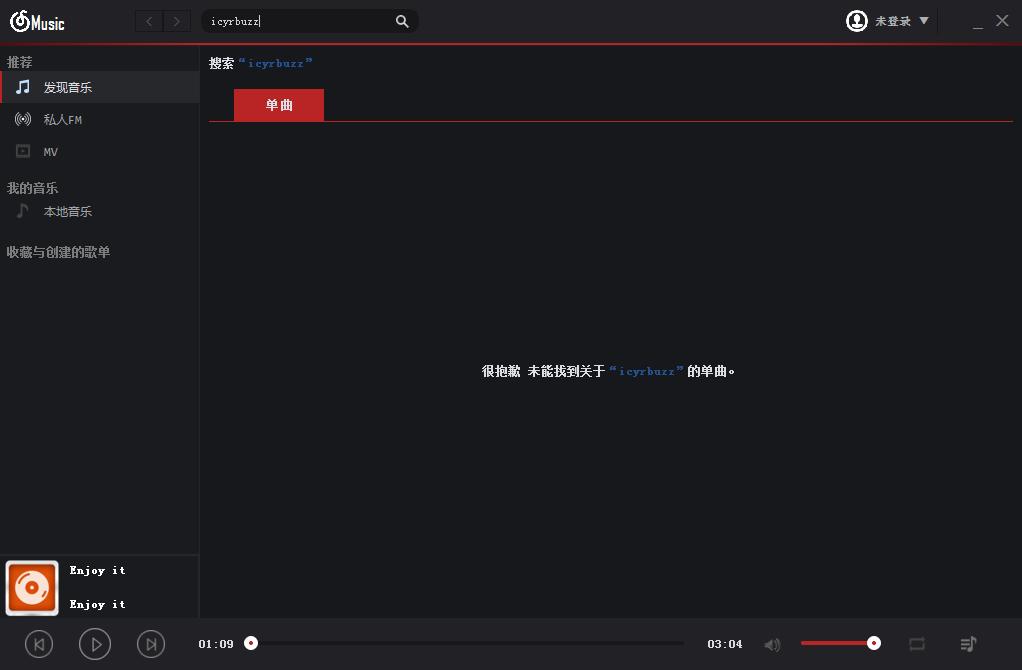 Music
icyrbuzz
未登录
推荐
发现音乐
私人FM
MV
我的音乐
本地音乐
收藏与创建的歌单
搜索“icyrbuzz”
单曲
很抱歉 未能找到关于“icyrbuzz”的单曲。
Enjoy it
Enjoy it
01:09
03:04